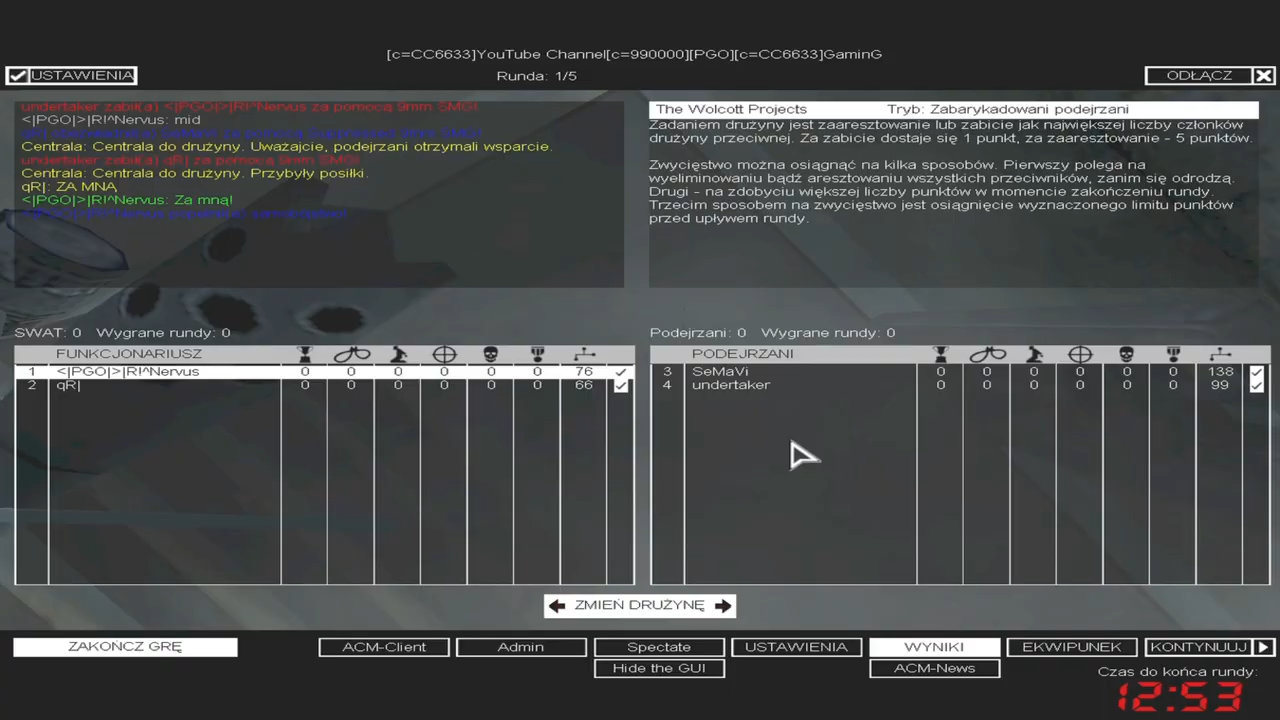 [c=CC6633]YouTube Channel[c=990000][PGO][c=CC6633]GaminG
USTAWIENIA
Runda: 1/5
ODŁĄCZ
undertaker zabił(a) <|PGO|>|RI^Nervus za pomocą 9mm SMG!
<|PGO|>|RI^Nervus: mid
Centrala: Centrala do drużyny. Uważajcie, podejrzani otrzymali wsparcie.
undertaker zabił(a) qR| za pomocą 9mm SMG!
Centrala: Centrala do drużyny. Przybyły posiłki.
qR|: ZA MNĄ
<|PGO|>|RI^Nervus: Za mną!
The Wolcott Projects Tryb: Zabarykadowani podejrzani
Zadaniem drużyny jest zaaresztowanie lub zabicie jak największej liczby członków
drużyny przeciwnej. Za zabicie dostaje się 1 punkt, za zaaresztowanie - 5 punktów.
Zwycięstwo można osiągnąć na kilka sposobów. Pierwszy polega na
wyeliminowaniu bądź aresztowaniu wszystkich przeciwników, zanim się odrodzą.
Drugi - na zdobyciu większej liczby punktów w momencie zakończeniu rundy.
Trzecim sposobem na zwycięstwo jest osiągnięcie wyznaczonego limitu punktów
przed upływem rundy.
SWAT: 0 Wygrane rundy: 0
FUNKCJONARIUSZ
1 <|PGO|>|RI^Nervus 0 0 0 0 0 0 76
2 qR| 0 0 0 0 0 0 66
Podejrzani: 0 Wygrane rundy: 0
PODEJRZANI
3 SeMaVi 0 0 0 0 0 0 138
4 undertaker 0 0 0 0 0 0 99
ZMIEŃ DRUŻYNĘ
ZAKOŃCZ GRĘ
ACM-Client
Admin
Spectate
USTAWIENIA
WYNIKI
EKWIPUNEK
KONTYNUUJ
Hide the GUI
ACM-News
Czas do końca rundy:
12:53